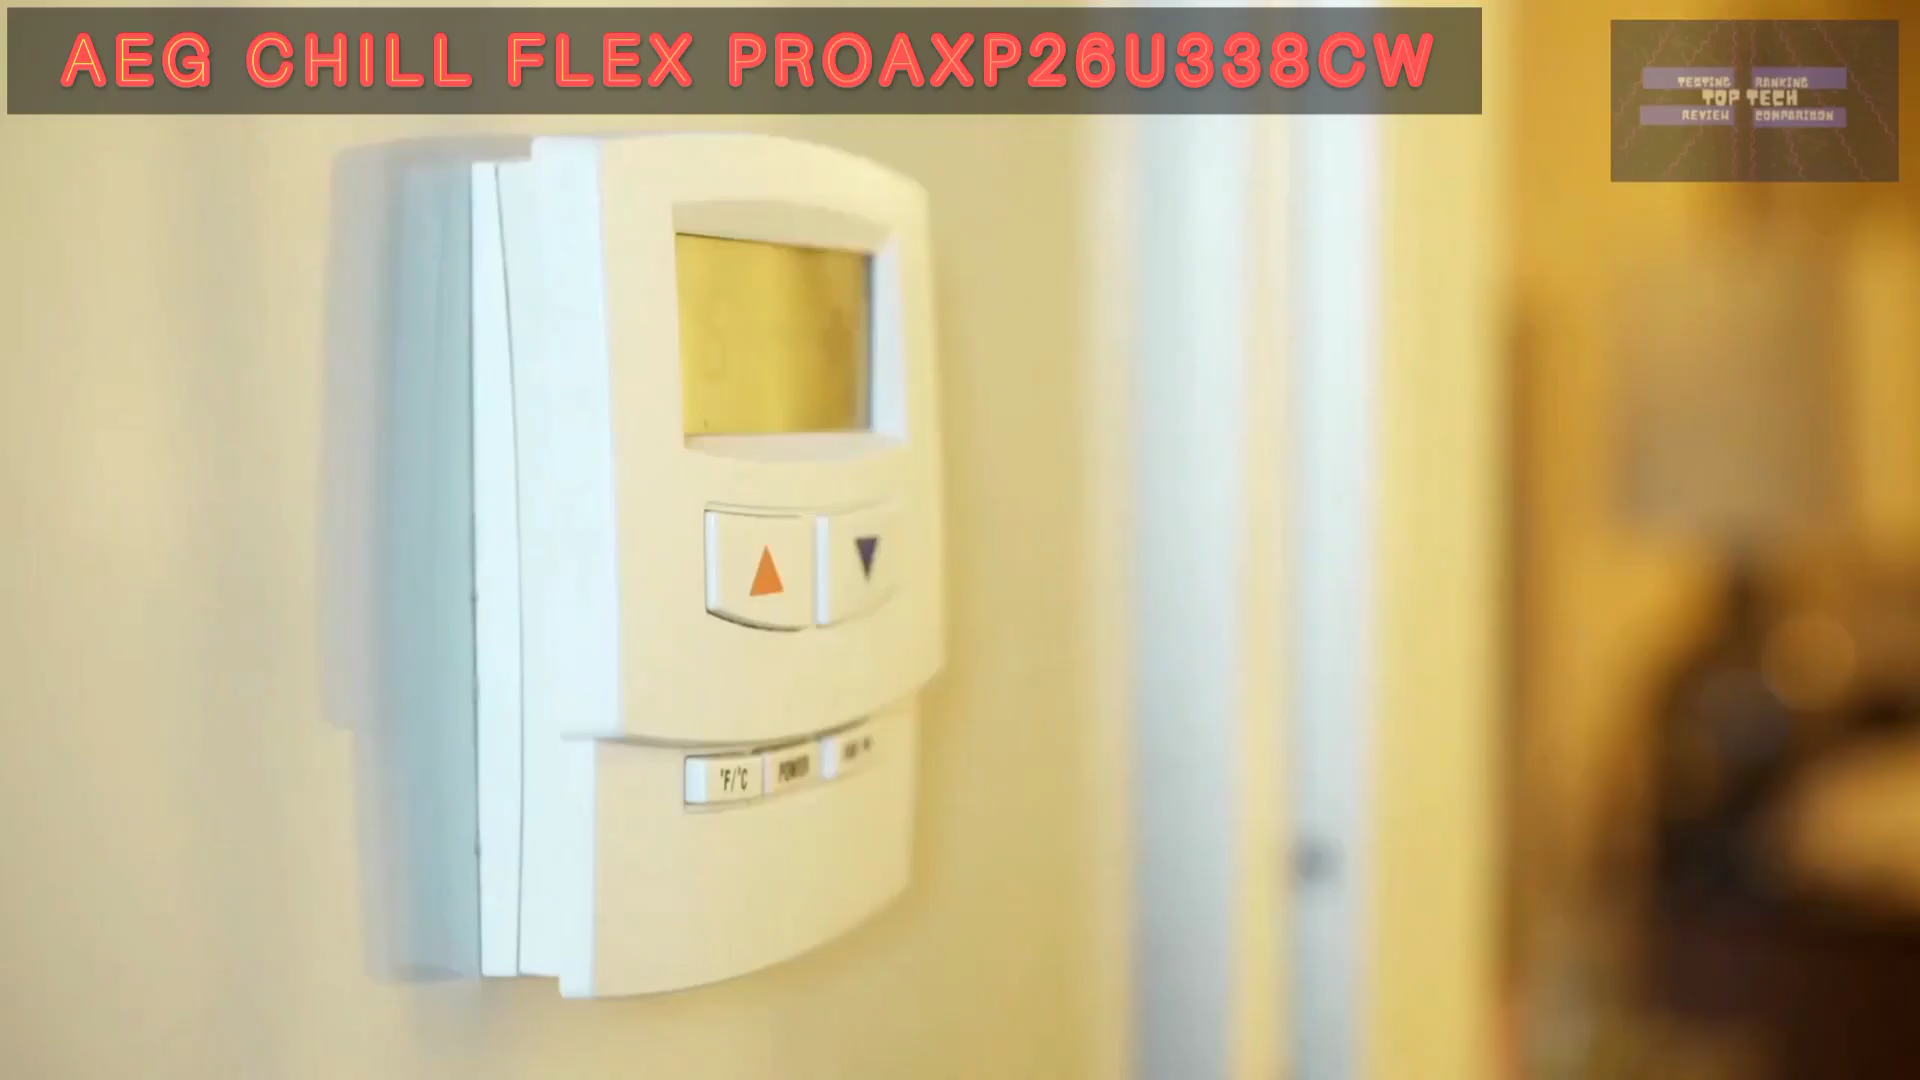 AEG CHILL FLEX PROAXP26U338CW
TESTING RANKING
TOP TECH
REVIEW COMPARISON
°F/°C POWER